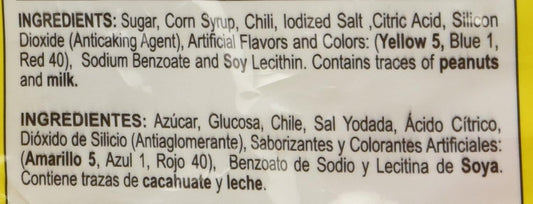 INGREDIENTS: Sugar, Corn Syrup, Chili, Iodized Salt ,Citric Acid, Silicon
Dioxide (Anticaking Agent), Artificial Flavors and Colors: (Yellow 5, Blue 1,
Red 40), Sodium Benzoate and Soy Lecithin. Contains traces of peanuts
and milk.
INGREDIENTES: Azúcar, Glucosa, Chile, Sal Yodada, Ácido Cítrico,
Dióxido de Silicio (Antiaglomerante), Saborizantes y Colorantes Artificiales:
(Amarillo 5, Azul 1, Rojo 40), Benzoato de Sodio y Lecitina de Soya.
Contiene trazas de cacahuate y leche.